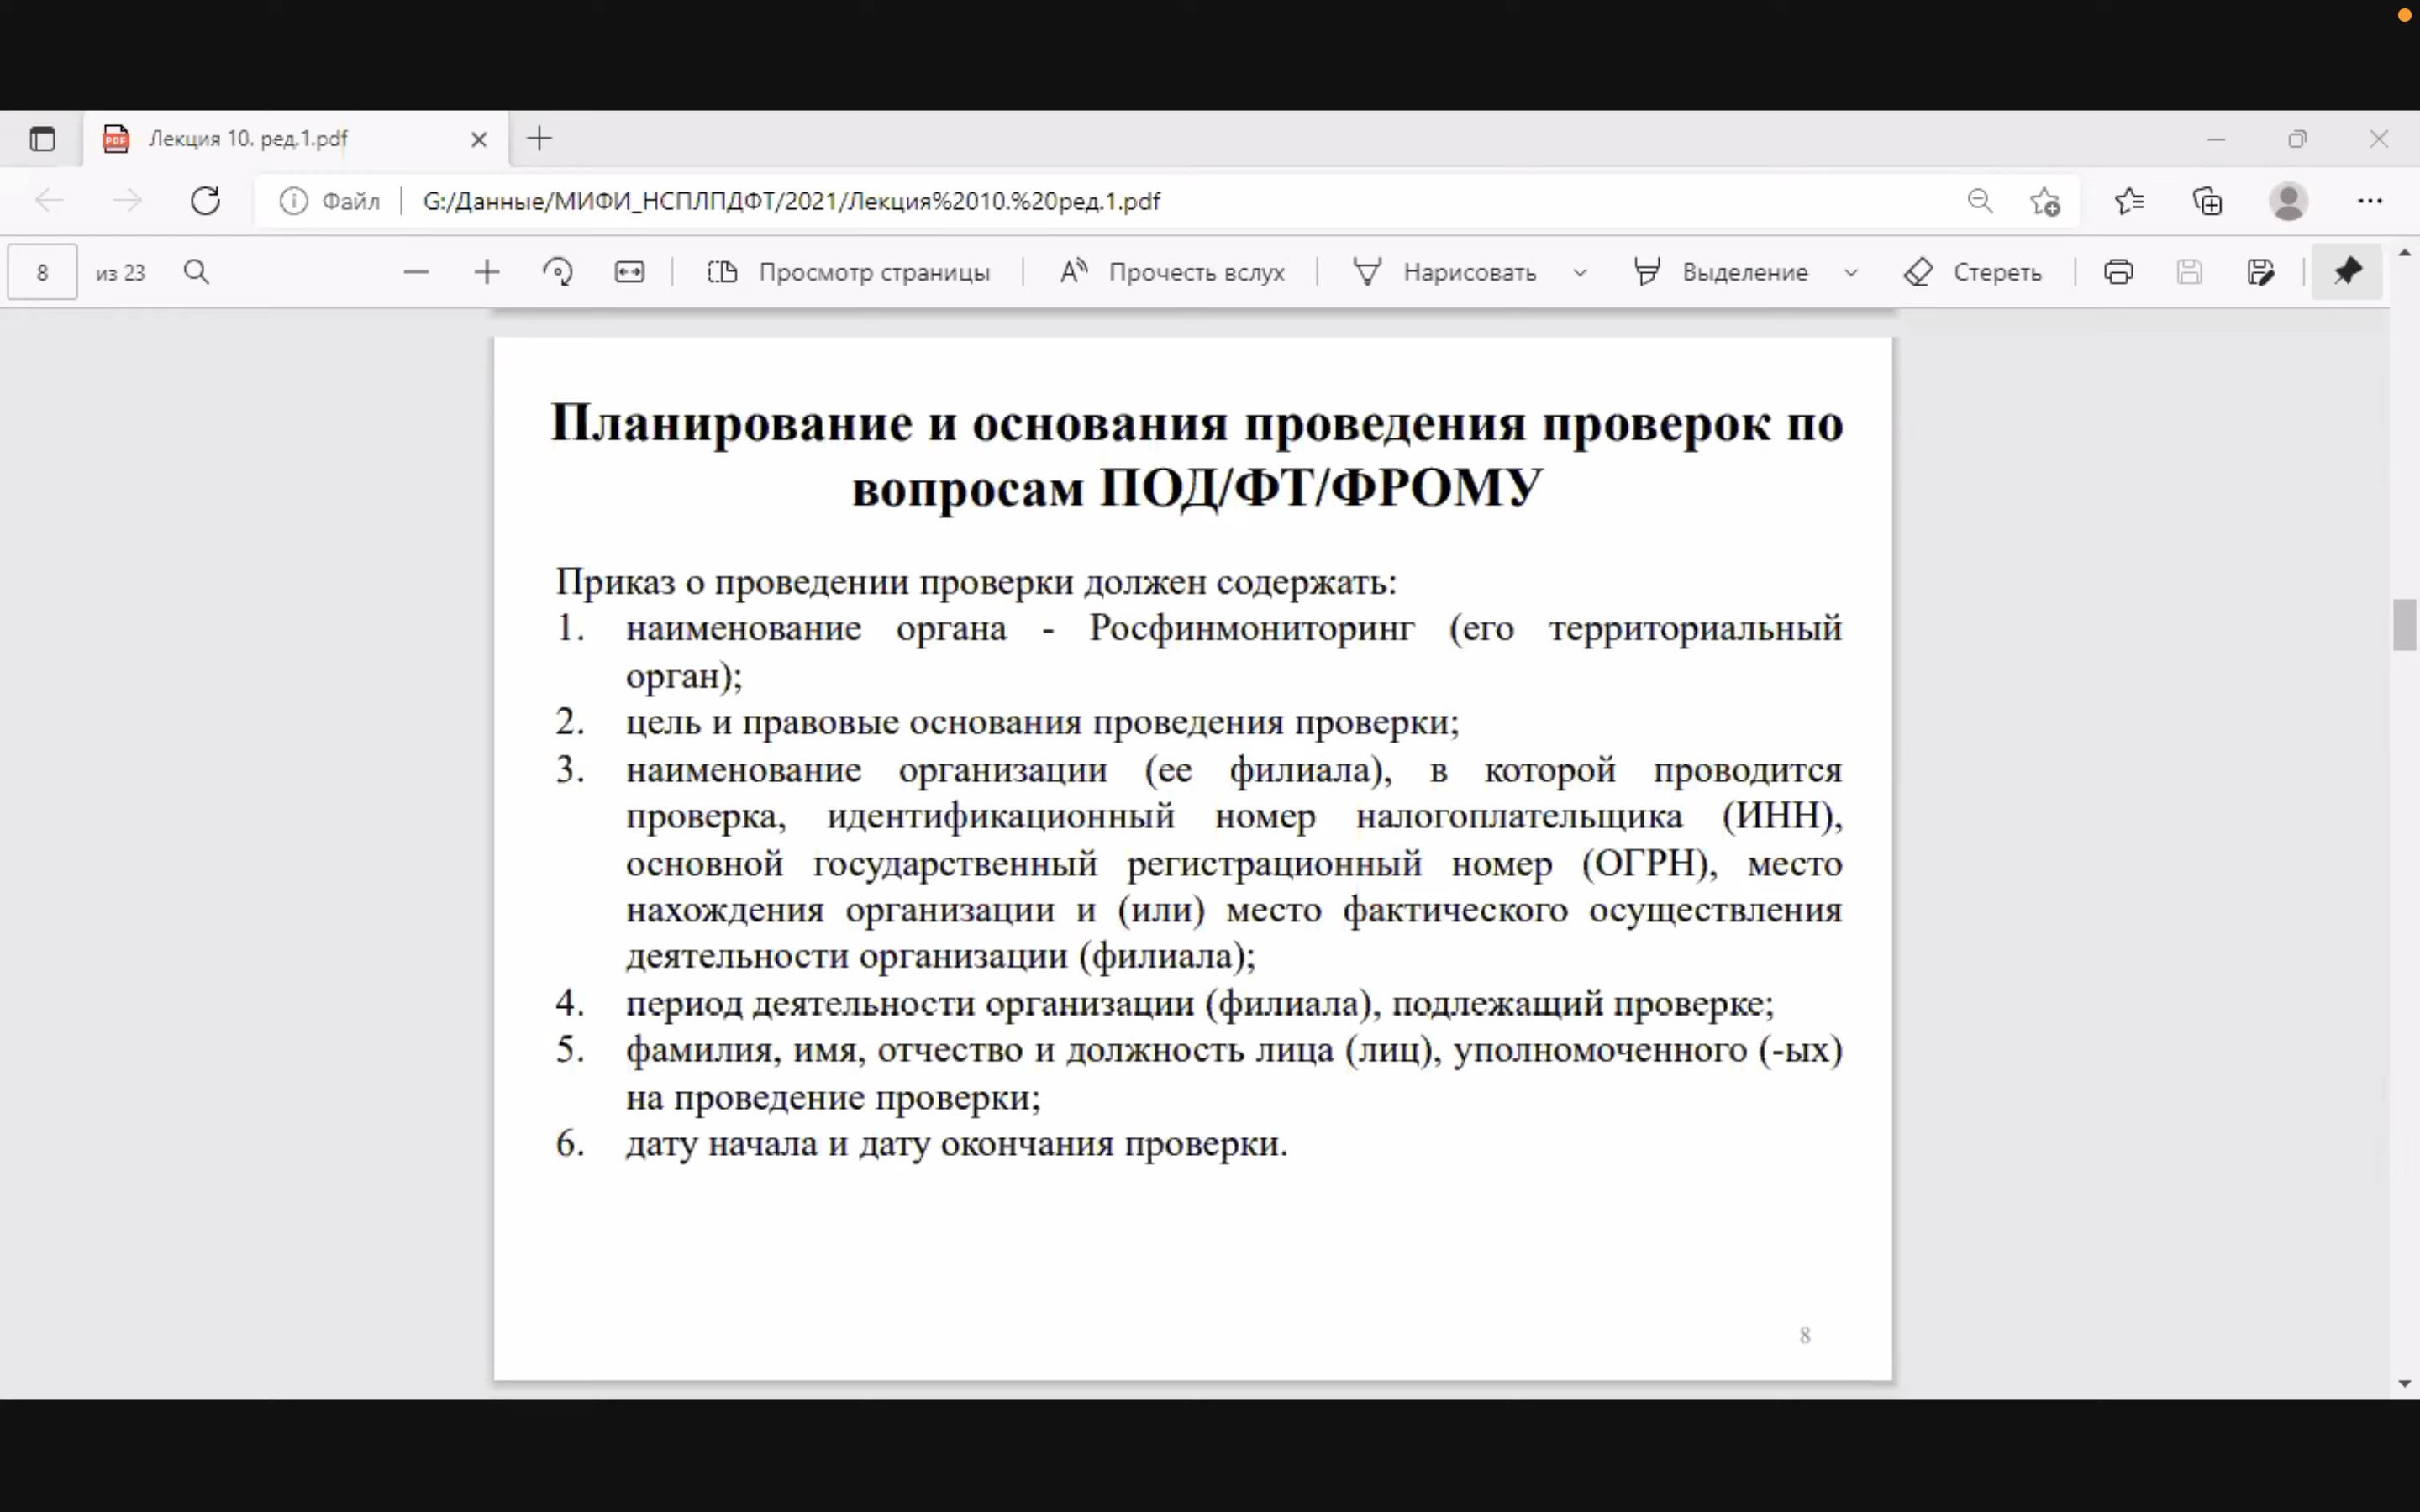 Лекция 10. ред.1.pdf
Файл
G:/Данные/МИФИ_НСПЛПДФТ/2021/Лекция%2010.%20ред.1.pdf
8 из 23
Просмотр страницы
Прочесть вслух
Нарисовать
Выделение
Стереть
Планирование и основания проведения проверок по
вопросам ПОД/ФТ/ФРОМУ
Приказ о проведении проверки должен содержать:
1. наименование органа - Росфинмониторинг (его территориальный
орган);
2. цель и правовые основания проведения проверки;
3. наименование организации (ее филиала), в которой проводится
проверка, идентификационный номер налогоплательщика (ИНН),
основной государственный регистрационный номер (ОГРН), место
нахождения организации и (или) место фактического осуществления
деятельности организации (филиала);
4. период деятельности организации (филиала), подлежащий проверке;
5. фамилия, имя, отчество и должность лица (лиц), уполномоченного (-ых)
на проведение проверки;
6. дату начала и дату окончания проверки.
8